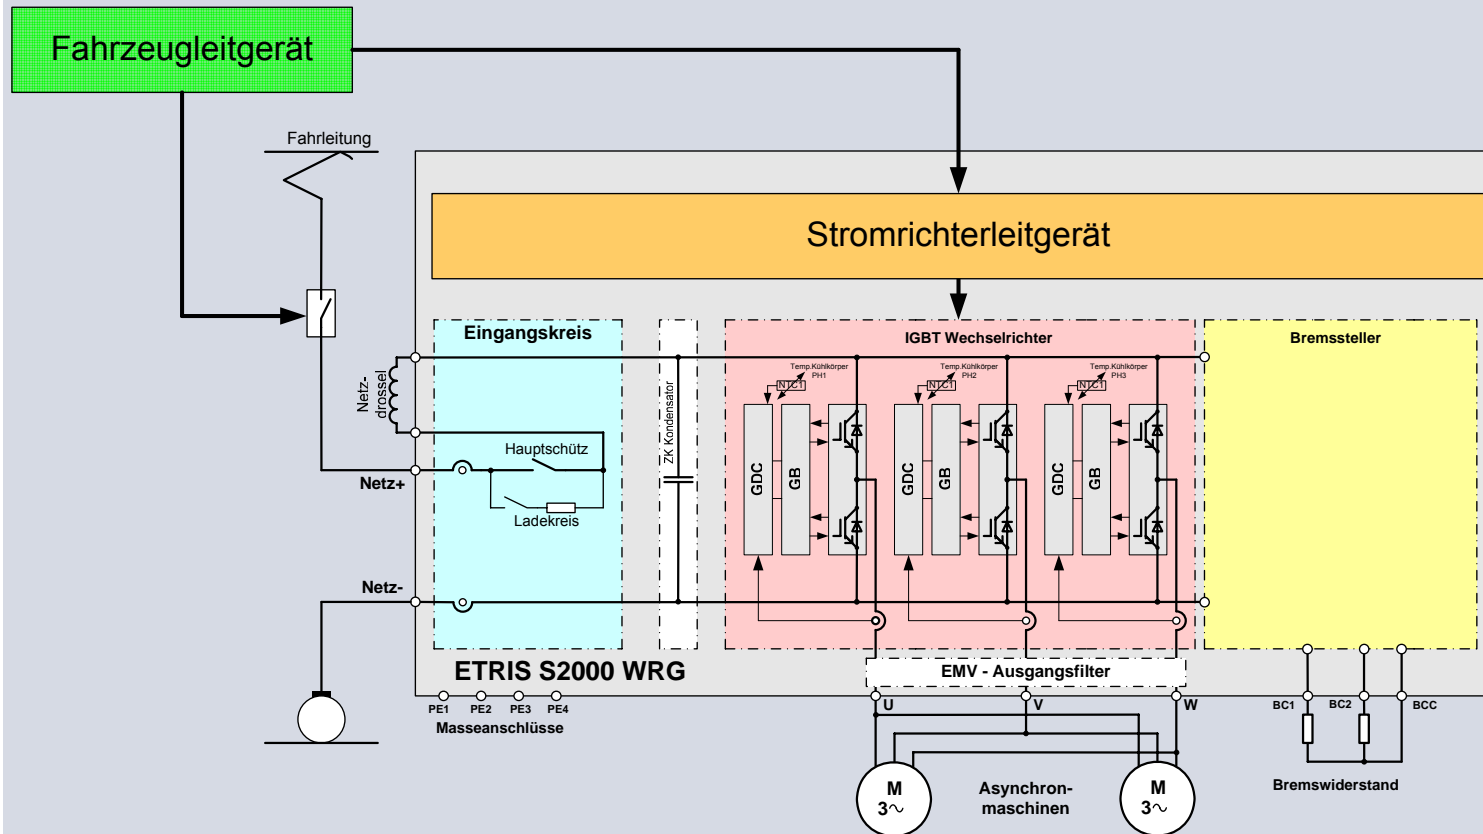 Fahrzeugleitgerät
Fahrleitung
Stromrichterleitgerät
Eingangskreis
IGBT Wechselrichter
Bremssteller
Netz-
drossel
ZK Kondensator
Temp.Kühlkörper
PH1
NTC1
Temp.Kühlkörper
PH2
NTC1
Temp.Kühlkörper
PH3
NTC1
Hauptschütz
Netz+
Ladekreis
GDC
GB
GDC
GB
GDC
GB
Netz-
ETRIS S2000 WRG
EMV - Ausgangsfilter
PE1
PE2
PE3
PE4
Masseanschlüsse
U
V
W
BC1
BC2
BCC
M
3~
Asynchron-
maschinen
M
3~
Bremswiderstand